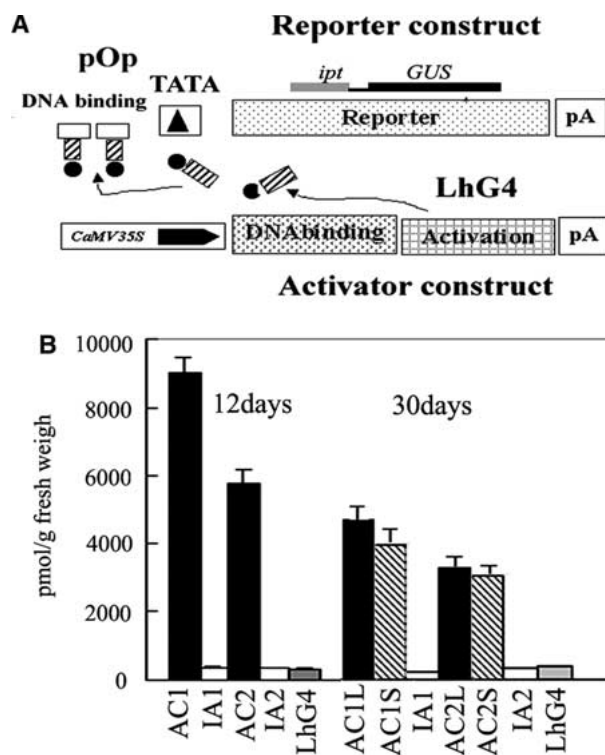 A
Reporter construct
pOp
TATA
ipt GUS
DNA binding
Reporter
pA
LhG4
CaMV35S
DNAbinding
Activation
pA
Activator construct
B
10000
8000
6000
4000
2000
0
pmol/g fresh weigh
12days
30days
AC1
IA1
AC2
IA2
LhG4
AC1L
AC1S
IA1
AC2L
AC2S
IA2
LhG4